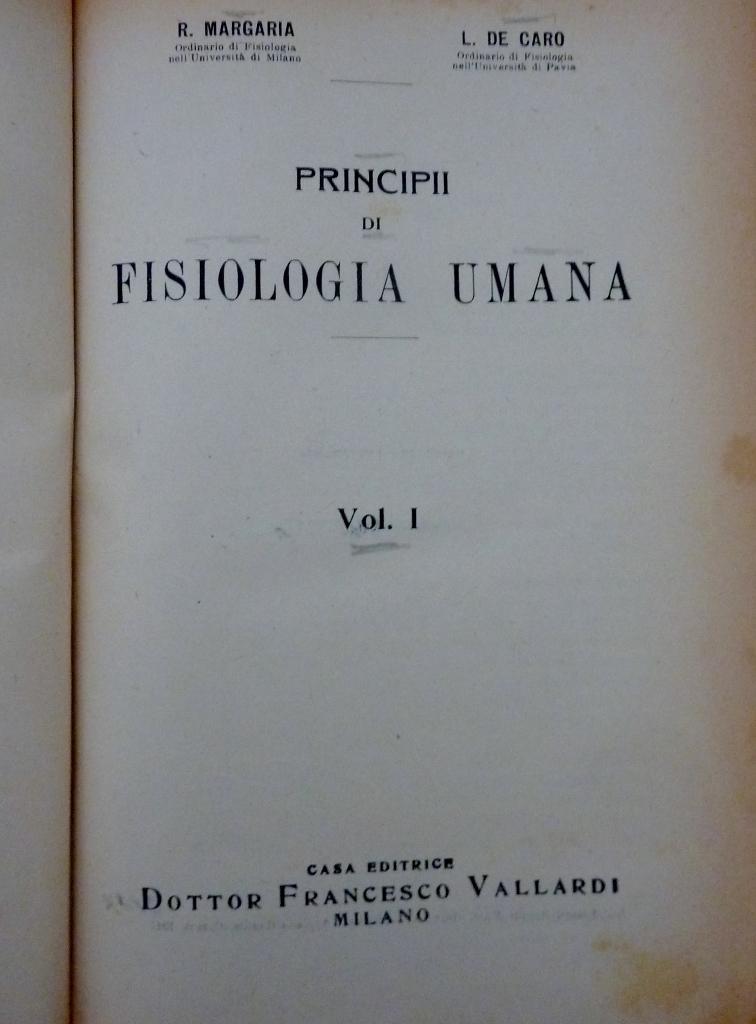 R. MARGARIA
Ordinario di Fisiologia
nell'Università di Milano
L. DE CARO
Ordinario di Fisiologia
nell'Università di Pavia
PRINCIPII
DI
FISIOLOGIA UMANA
Vol. I
CASA EDITRICE
DOTTOR FRANCESCO VALLARDI
MILANO